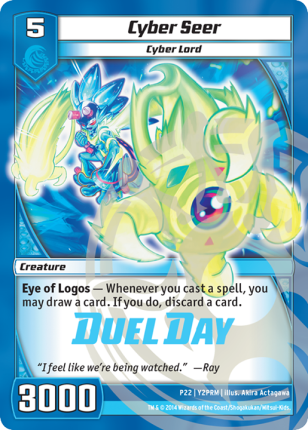 5
Cyber Seer
Cyber Lord
Creature
Eye of Logos — Whenever you cast a spell, you
may draw a card. If you do, discard a card.
DUEL DAY
“I feel like we're being watched.” —Ray
3000
P22 | Y2PRM | illus. Akira Actagawa
TM & © 2014 Wizards of the Coast/Shogakukan/Mitsui-Kids.